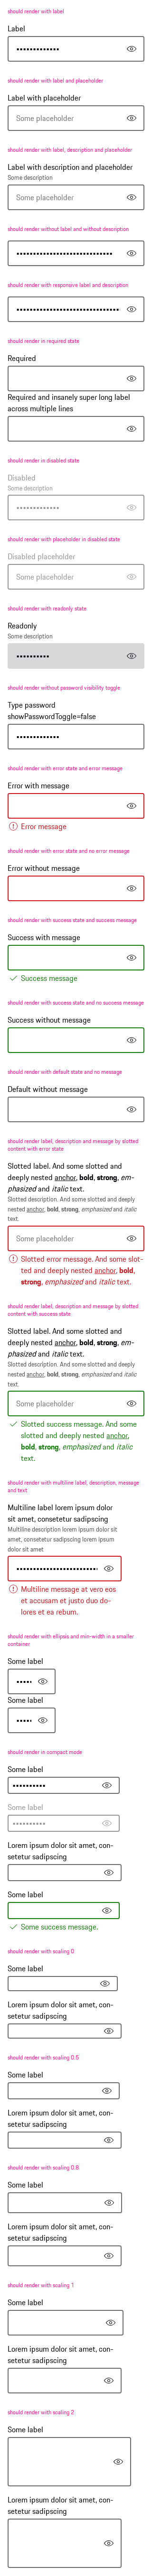 should render with label
Label
•••••••••••••
should render with label and placeholder
Label with placeholder
Some placeholder
should render with label, description and placeholder
Label with description and placeholder
Some description
Some placeholder
should render without label and without description
should render with responsive label and description
should render in required state
Required
Required and insanely super long label
across multiple lines
should render in disabled state
Disabled
Some description
•••••••••••••
should render with placeholder in disabled state
Disabled placeholder
Some placeholder
should render with readonly state
Readonly
Some description
••••••••••
should render without password visibility toggle
Type password
showPasswordToggle=false
•••••••••••••
should render with error state and error message
Error with message
Error message
should render with error state and no error message
Error without message
should render with success state and success message
Success with message
Success message
should render with success state and no success message
Success without message
should render with default state and no message
Default without message
should render label, description and message by slotted
content with error state
Slotted label. And some slotted and
deeply nested anchor, bold, strong, em-
phasized and italic text.
Slotted description. And some slotted and deeply
nested anchor, bold, strong, emphasized and italic
text.
Some placeholder
Slotted error message. And some slot-
ted and deeply nested anchor, bold,
strong, emphasized and italic text.
should render label, description and message by slotted
content with success state
Slotted label. And some slotted and
deeply nested anchor, bold, strong, em-
phasized and italic text.
Slotted description. And some slotted and deeply
nested anchor, bold, strong, emphasized and italic
text.
Some placeholder
Slotted success message. And some
slotted and deeply nested anchor,
bold, strong, emphasized and italic
text.
should render with multiline label, description, message
and text
Multiline label lorem ipsum dolor
sit amet, consetetur sadipscing
Multiline description lorem ipsum dolor sit
amet, consetetur sadipscing lorem ipsum
dolor sit amet
Multiline message at vero eos
et accusam et justo duo do-
lores et ea rebum.
should render with ellipsis and min-width in a smaller
container
Some label
Some label
should render in compact mode
Some label
••••••••••
Some label
••••••••••
Lorem ipsum dolor sit amet, con-
setetur sadipscing
Some label
Some success message.
should render with scaling 0
Some label
Lorem ipsum dolor sit amet, con-
setetur sadipscing
should render with scaling 0.5
Some label
Lorem ipsum dolor sit amet, con-
setetur sadipscing
should render with scaling 0.8
Some label
Lorem ipsum dolor sit amet, con-
setetur sadipscing
should render with scaling 1
Some label
Lorem ipsum dolor sit amet, con-
setetur sadipscing
should render with scaling 2
Some label
Lorem ipsum dolor sit amet, con-
setetur sadipscing